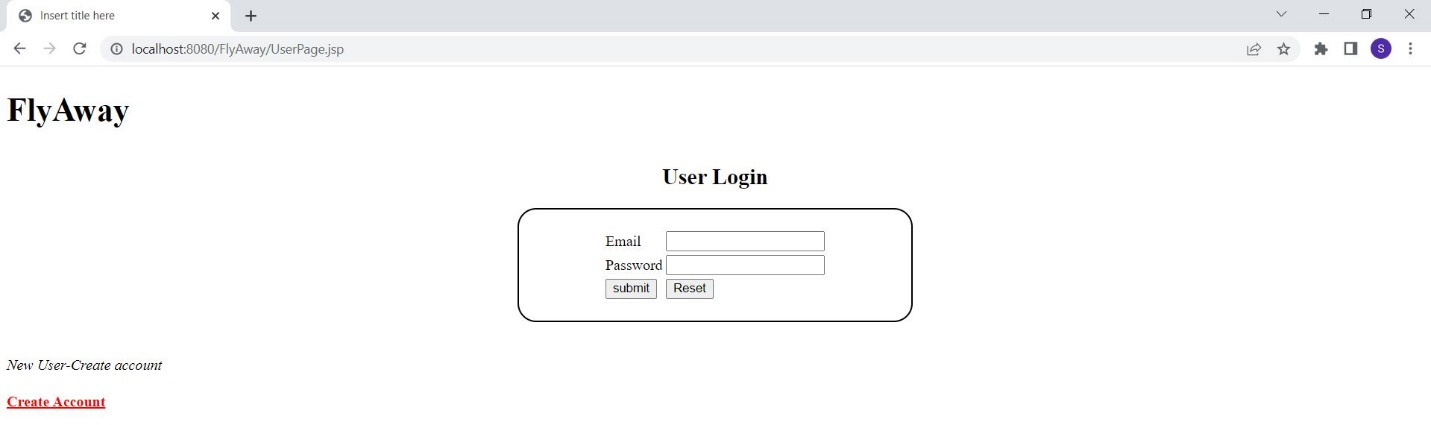 Insert title here
localhost:8080/FlyAway/UserPage.jsp
S
FlyAway
User Login
Email
Password
submit Reset
New User-Create account
Create Account